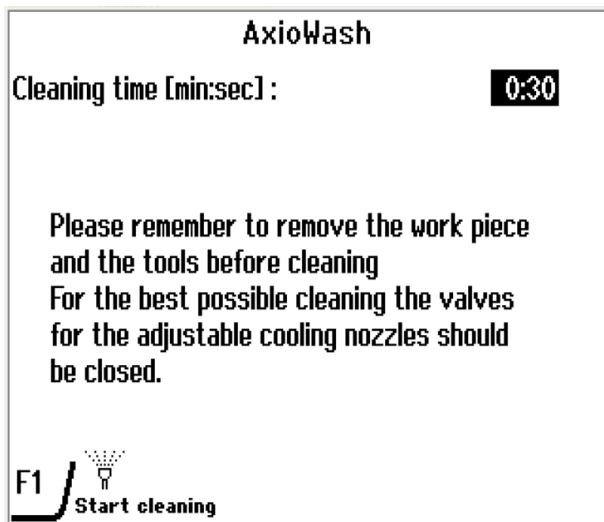 AxioWash
Cleaning time [min:sec] : 0:30
Please remember to remove the work piece
and the tools before cleaning
For the best possible cleaning the valves
for the adjustable cooling nozzles should
be closed.
F1 Start cleaning